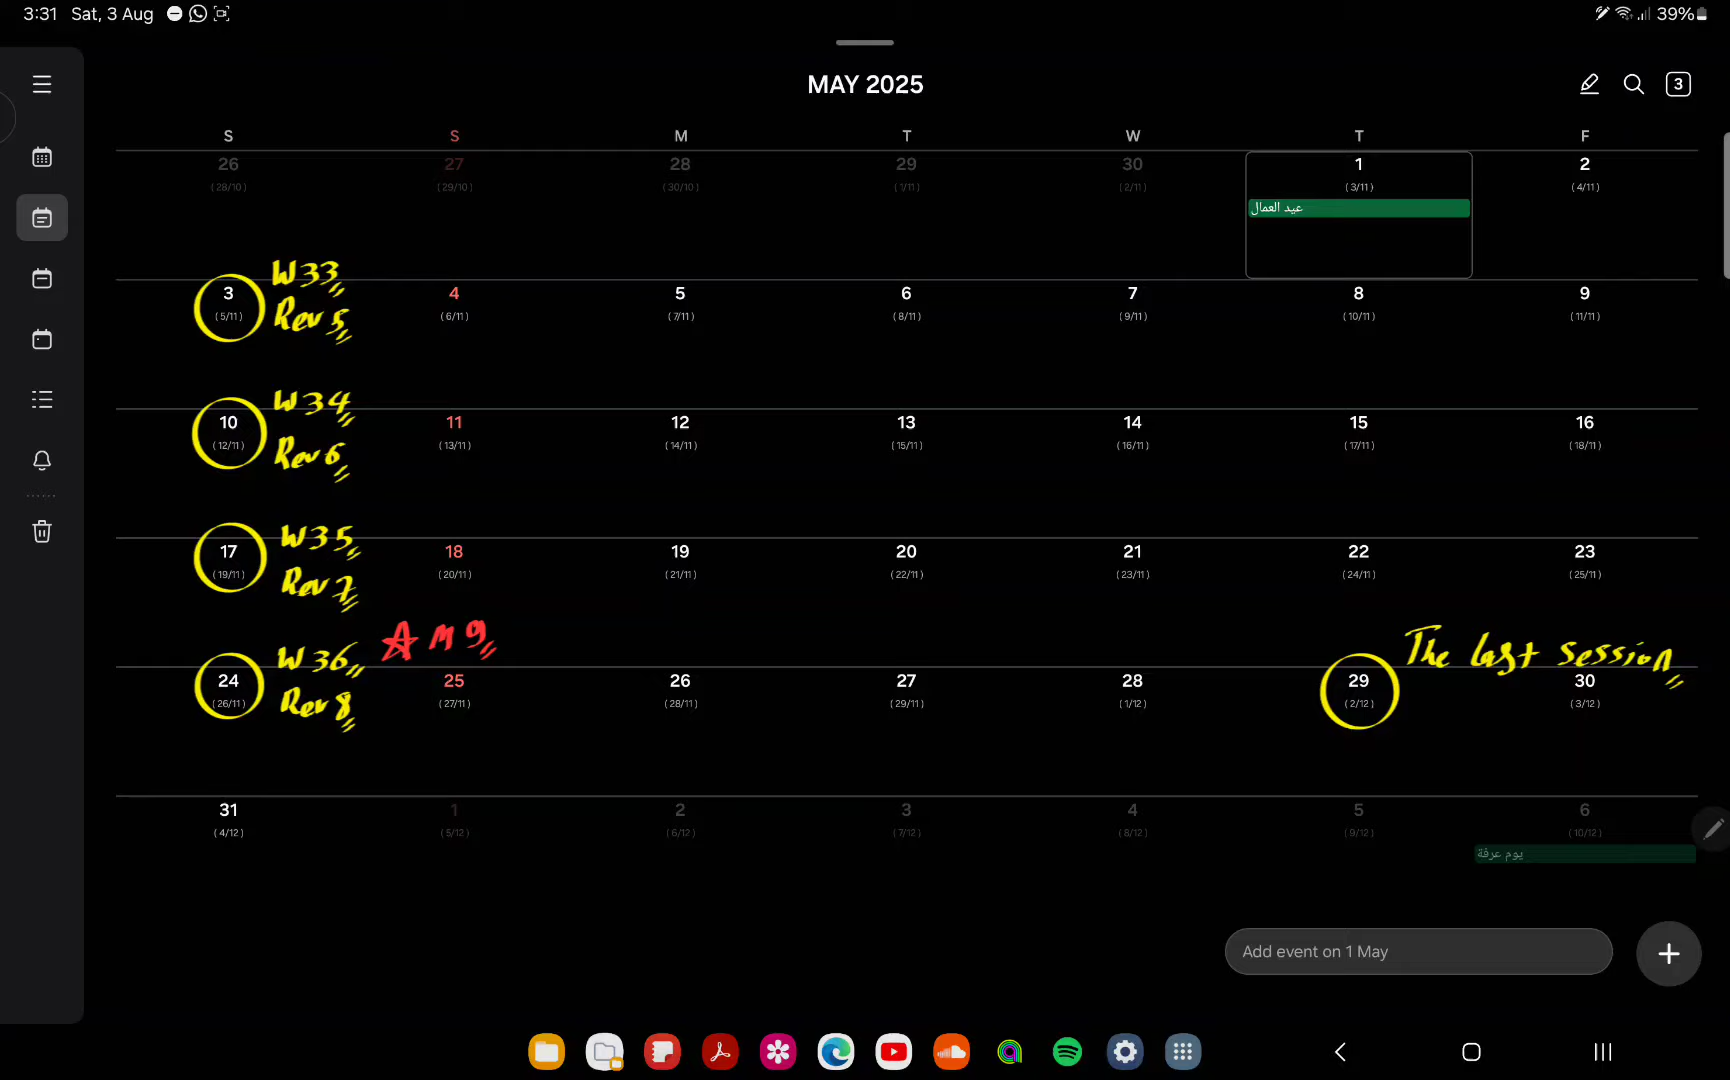 3:31 Sat, 3 Aug
39%
MAY 2025
3
S S M T W T F
26 27 28 29 30 1 2
(28/10) (29/10) (30/10) (1/11) (2/11) (3/11) (4/11)
عيد العمال
W33
3 4 5 6 7 8 9
(5/11) (6/11) (7/11) (8/11) (9/11) (10/11) (11/11)
Rev 5
W34
10 11 12 13 14 15 16
(12/11) (13/11) (14/11) (15/11) (16/11) (17/11) (18/11)
Rev 6
W35
17 18 19 20 21 22 23
(19/11) (20/11) (21/11) (22/11) (23/11) (24/11) (25/11)
Rev 7
M 9
W 36
The last session
24 25 26 27 28 29 30
(26/11) (27/11) (28/11) (29/11) (1/12) (2/12) (3/12)
Rev 8
31 1 2 3 4 5 6
(4/12) (5/12) (6/12) (7/12) (8/12) (9/12) (10/12)
يوم عرفة
Add event on 1 May